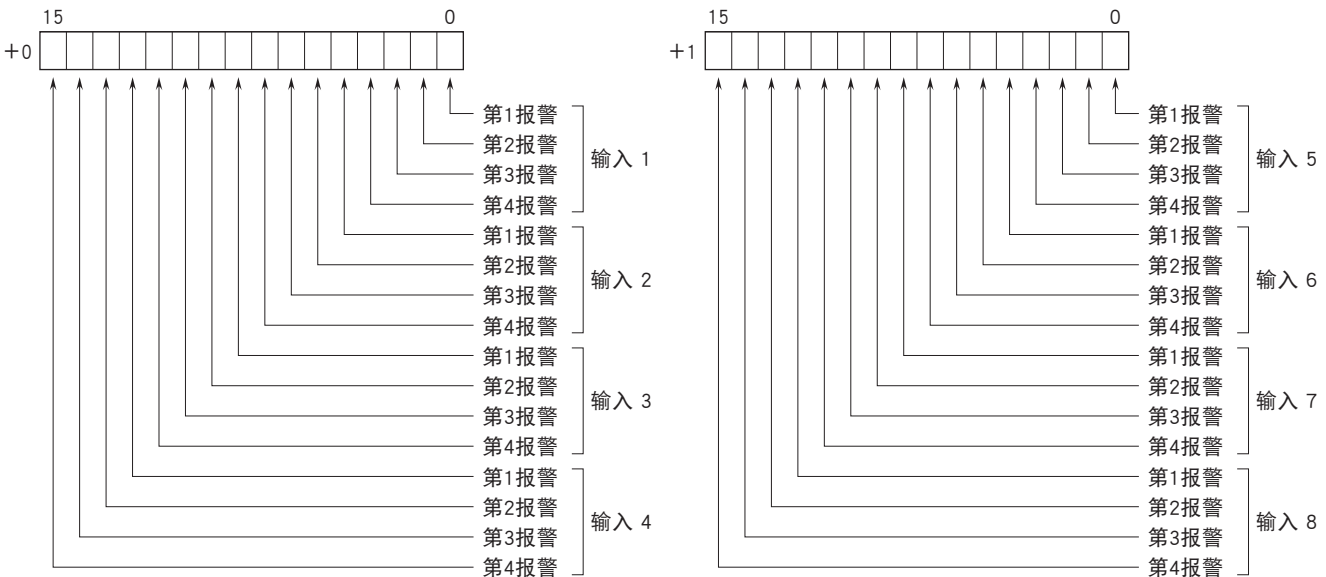 15 0
+0
第1报警
第2报警
第3报警
第4报警
输入 1
第1报警
第2报警
第3报警
第4报警
输入 2
第1报警
第2报警
第3报警
第4报警
输入 3
第1报警
第2报警
第3报警
第4报警
输入 4
15 0
+1
第1报警
第2报警
第3报警
第4报警
输入 5
第1报警
第2报警
第3报警
第4报警
输入 6
第1报警
第2报警
第3报警
第4报警
输入 7
第1报警
第2报警
第3报警
第4报警
输入 8